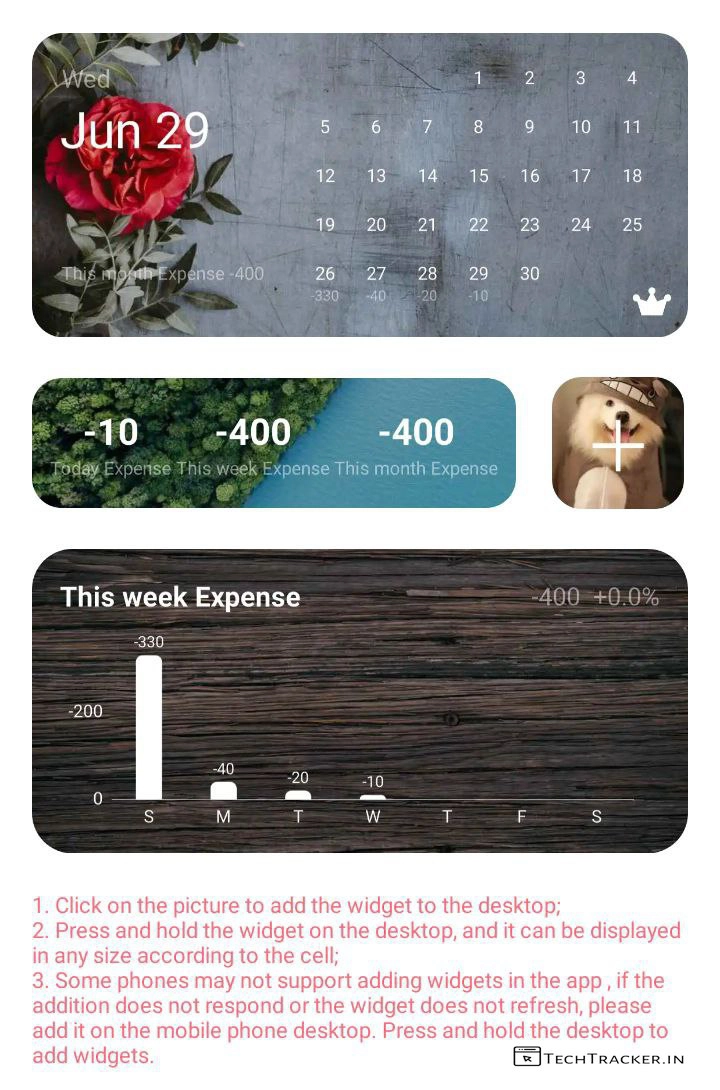 Wed
Jun 29
1 2 3 4
5 6 7 8 9 10 11
12 13 14 15 16 17 18
19 20 21 22 23 24 25
This month Expense -400
26 27 28 29 30
-330 -40 -20 -10
-10 -400 -400
Today Expense This week Expense This month Expense
This week Expense
-400 +0.0%
-330
-200
-40
-20
-10
0
S M T W T F S
1. Click on the picture to add the widget to the desktop;
2. Press and hold the widget on the desktop, and it can be displayed
in any size according to the cell;
3. Some phones may not support adding widgets in the app , if the
addition does not respond or the widget does not refresh, please
add it on the mobile phone desktop. Press and hold the desktop to
add widgets.
TECHTRACKER.IN